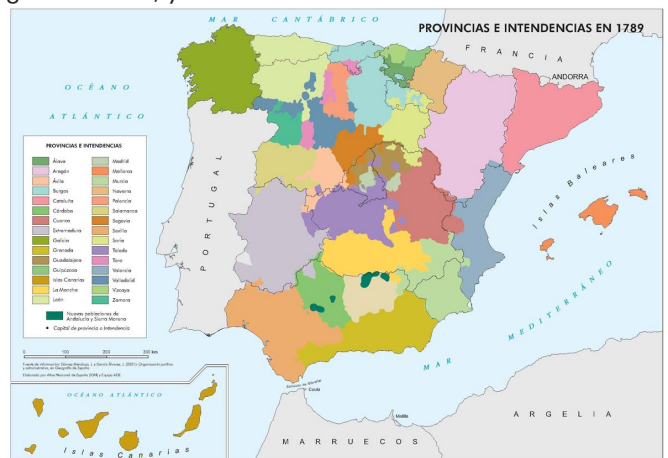 MAR CANTÁBRICO
PROVINCIAS E INTENDENCIAS EN 1789
FRANCIA
ANDORRA
OCÉANO
ATLÁNTICO
PORTUGAL
PROVINCIAS E INTENDENCIAS
Álava
Aragón
Ávila
Burgos
Cataluña
Córdoba
Cuenca
Extremadura
Galicia
Granada
Guadalajara
Guipúzcoa
Islas Canarias
La Mancha
León
Madrid
Mallorca
Murcia
Navarra
Palencia
Salamanca
Segovia
Sevilla
Soria
Toledo
Toro
Valencia
Valladolid
Vizcaya
Zamora
Nuevas poblaciones de
Andalucía y Sierra Morena
Capital de provincia o Intendencia
Islas Baleares
MAR MEDITERRÁNEO
Estrecho de Gibraltar
Ceuta
Melilla
MARRUECOS
ARGELIA
OCÉANO ATLÁNTICO
Islas Canarias